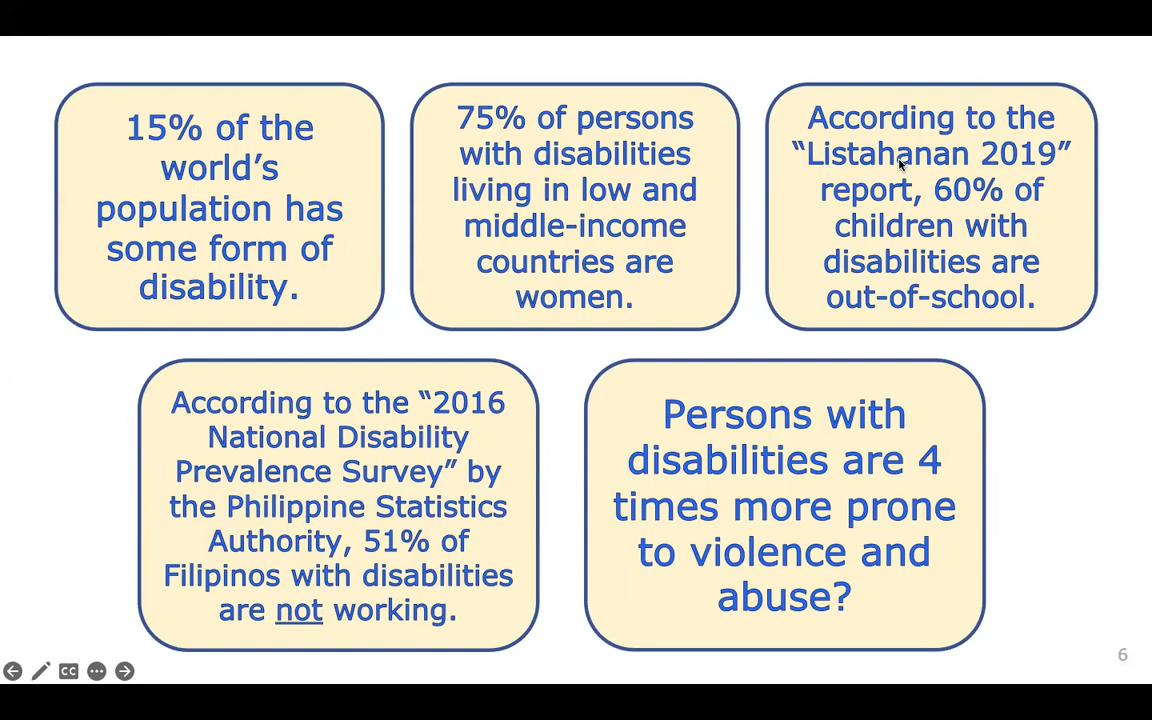 15% of the
world's
population has
some form of
disability.
75% of persons
with disabilities
living in low and
middle-income
countries are
women.
According to the
“Listahanan 2019”
report, 60% of
children with
disabilities are
out-of-school.
According to the “2016
National Disability
Prevalence Survey” by
the Philippine Statistics
Authority, 51% of
Filipinos with disabilities
are not working.
Persons with
disabilities are 4
times more prone
to violence and
abuse?
CC
6